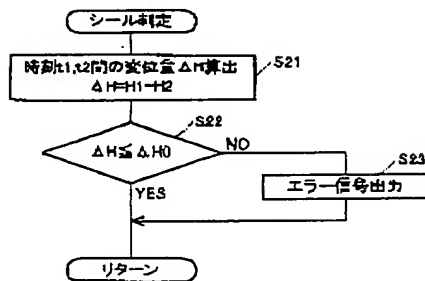 シール判定
時刻t1,t2間の変位量ΔH算出
ΔH=H1-H2
S21
ΔH≦ΔH0
S22
NO
YES
エラー信号出力
S23
リターン